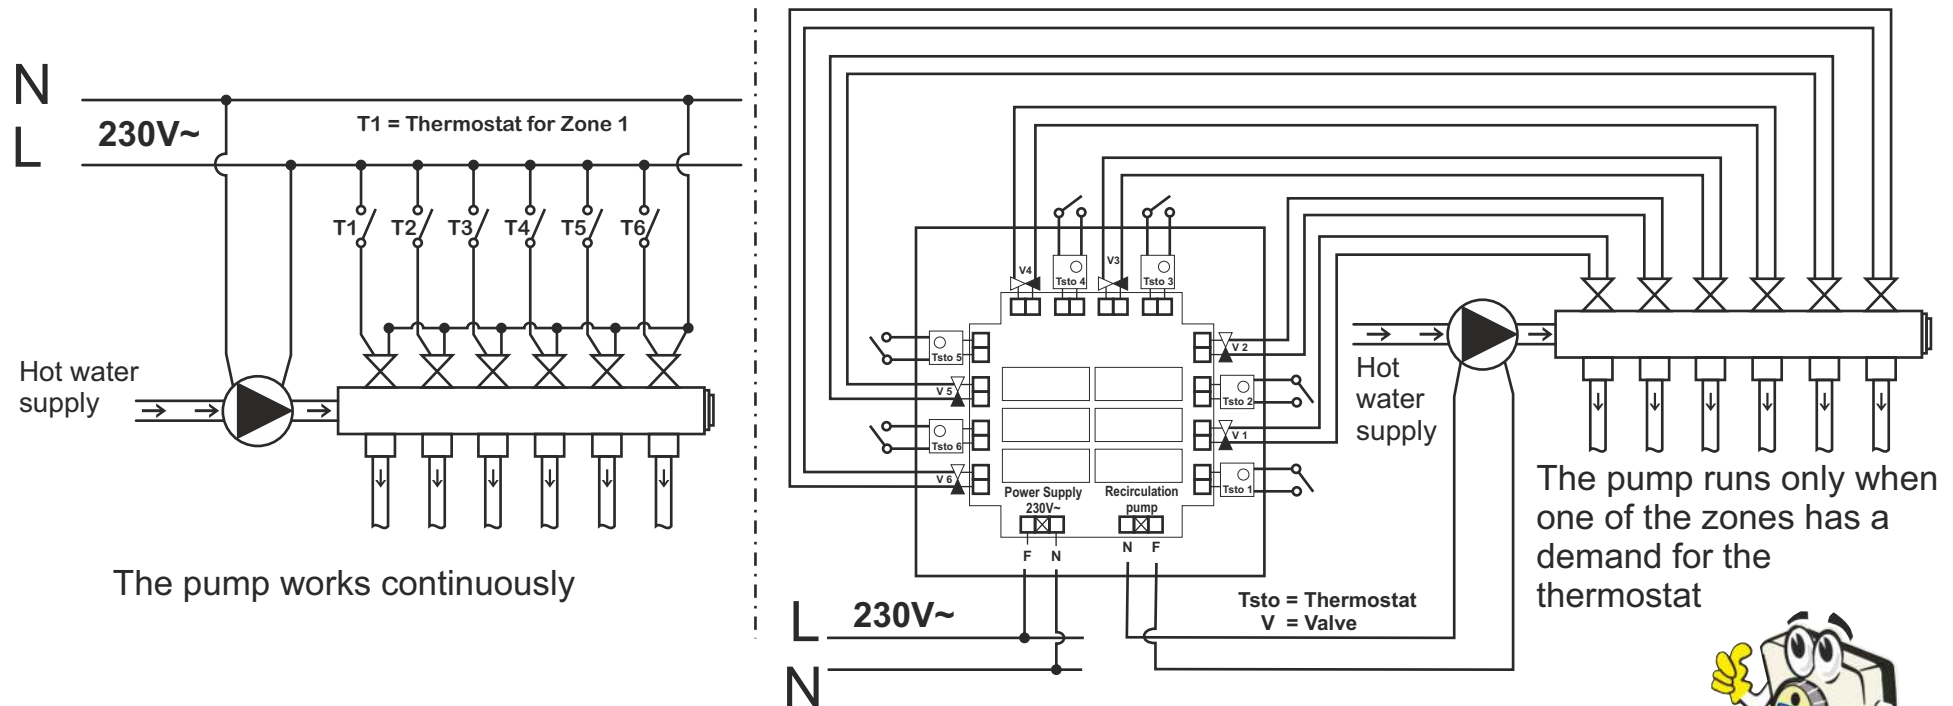 N
230V~
L
T1 = Thermostat for Zone 1
T1 T2 T3 T4 T5 T6
Hot water
supply
The pump works continuously
V4
Tsto 4
V3
Tsto 3
Tsto 5
V 5
Tsto 6
V 6
V 2
Tsto 2
V 1
Tsto 1
Power Supply
230V~
F N
Recirculation
pump
N F
L 230V~
N
Tsto = Thermostat
V = Valve
Hot
water
supply
The pump runs only when
one of the zones has a
demand for the
thermostat